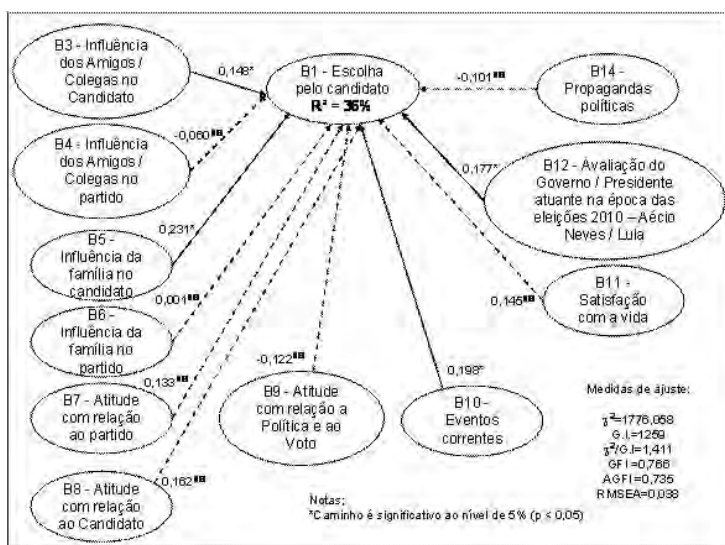 B3 - Influência
dos Amigos /
Colegas no
Candidato
0,148*
B1 - Escolha
pelo candidato
R² = 36%
-0,101
B14 -
Propagandas
políticas
B4 - Influência
dos Amigos /
Colegas no
partido
-0,060
0,177*
B12 - Avaliação do
Governo / Presidente
atuante na época das
eleições 2010 – Aécio
Neves / Lula
B5 -
Influência da
família no
candidato
0,231*
0,145
B11 -
Satisfação
com a vida
B6 -
Influência da
família no
partido
0,001
B7 - Atitude
com relação
ao partido
0,133
-0,122
B9 - Atitude
com relação a
Política e ao
Voto
0,198*
B10 -
Eventos
correntes
B8 - Atitude
com relação
ao Candidato
0,162
Medidas de ajuste:
=1776,058
G.l.=1259
/G.l=1,411
GFI=0,766
AGFI=0,735
RMSEA=0,038
Notas:
*Caminho é significativo ao nível de 5% (p < 0,05)